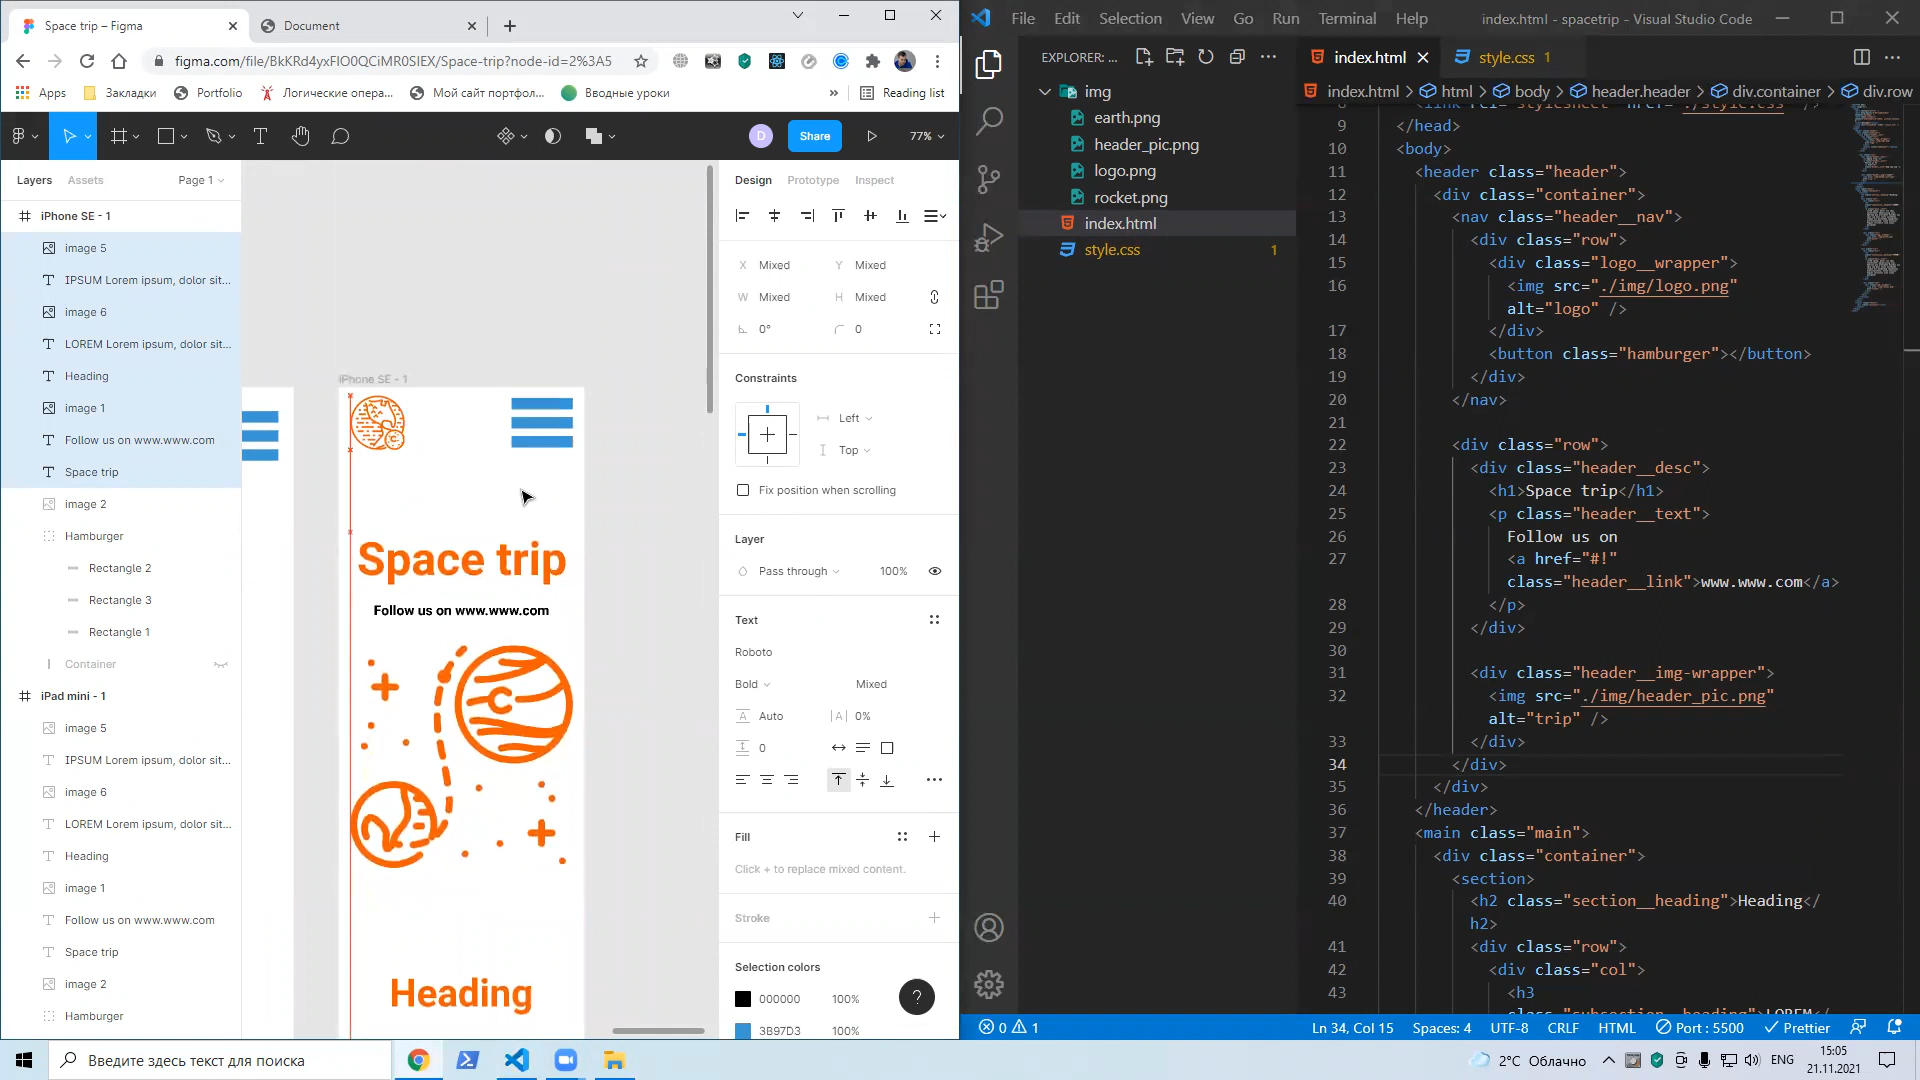 Space trip – Figma
Document
figma.com/file/BkKRd4yxFlO0QCiMR0SIEX/Space-trip?node-id=2%3A5
Apps
Закладки
Portfolio
Логические опера...
Мой сайт портфол...
Вводные уроки
»
Reading list
D
Share
77%
Layers
Assets
Page 1
iPhone SE - 1
image 5
IPSUM Lorem ipsum, dolor sit...
image 6
LOREM Lorem ipsum, dolor sit...
Heading
image 1
Follow us on www.www.com
Space trip
image 2
Hamburger
Rectangle 2
Rectangle 3
Rectangle 1
Container
iPad mini - 1
image 5
IPSUM Lorem ipsum, dolor sit...
image 6
LOREM Lorem ipsum, dolor sit...
Heading
image 1
Follow us on www.www.com
Space trip
image 2
Hamburger
iPhone SE - 1
Space trip
Follow us on www.www.com
Heading
Design
Prototype
Inspect
X Mixed
Y Mixed
W Mixed
H Mixed
0°
0
Constraints
Left
Top
Fix position when scrolling
Layer
Pass through
100%
Text
Roboto
Bold
Mixed
Auto
0%
0
Fill
Click + to replace mixed content.
Stroke
Selection colors
000000 100%
3B97D3 100%
?
File Edit Selection View Go Run Terminal Help
index.html - spacetrip - Visual Studio Code
EXPLORER: ...
img
earth.png
header_pic.png
logo.png
rocket.png
index.html
style.css 1
index.html
style.css 1
index.html > html > body > header.header > div.container > div.row
9 </head>
10 <body>
11 <header class="header">
12 <div class="container">
13 <nav class="header__nav">
14 <div class="row">
15 <div class="logo__wrapper">
16 <img src="./img/logo.png"
alt="logo" />
17 </div>
18 <button class="hamburger"></button>
19 </div>
20 </nav>
21
22 <div class="row">
23 <div class="header__desc">
24 <h1>Space trip</h1>
25 <p class="header__text">
26 Follow us on
27 <a href="#!"
class="header__link">www.www.com</a>
28 </p>
29 </div>
30
31 <div class="header__img-wrapper">
32 <img src="./img/header_pic.png"
alt="trip" />
33 </div>
34 </div>
35 </div>
36 </header>
37 <main class="main">
38 <div class="container">
39 <section>
40 <h2 class="section__heading">Heading</
h2>
41 <div class="row">
42 <div class="col">
43 <h3
0 1
Ln 34, Col 15
Spaces: 4
UTF-8
CRLF
HTML
Port : 5500
Prettier
Введите здесь текст для поиска
2°C Облачно
ENG
15:05
21.11.2021